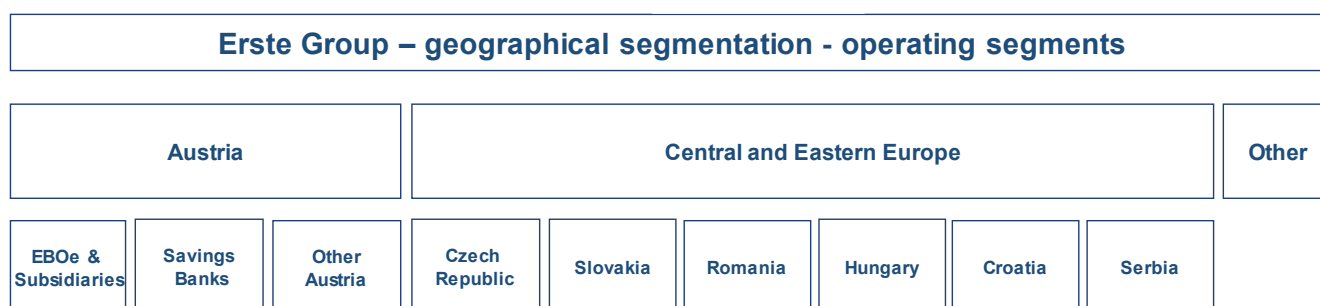 Erste Group – geographical segmentation - operating segments
Austria
Central and Eastern Europe
Other
EBOe &
Subsidiaries
Savings
Banks
Other
Austria
Czech
Republic
Slovakia
Romania
Hungary
Croatia
Serbia